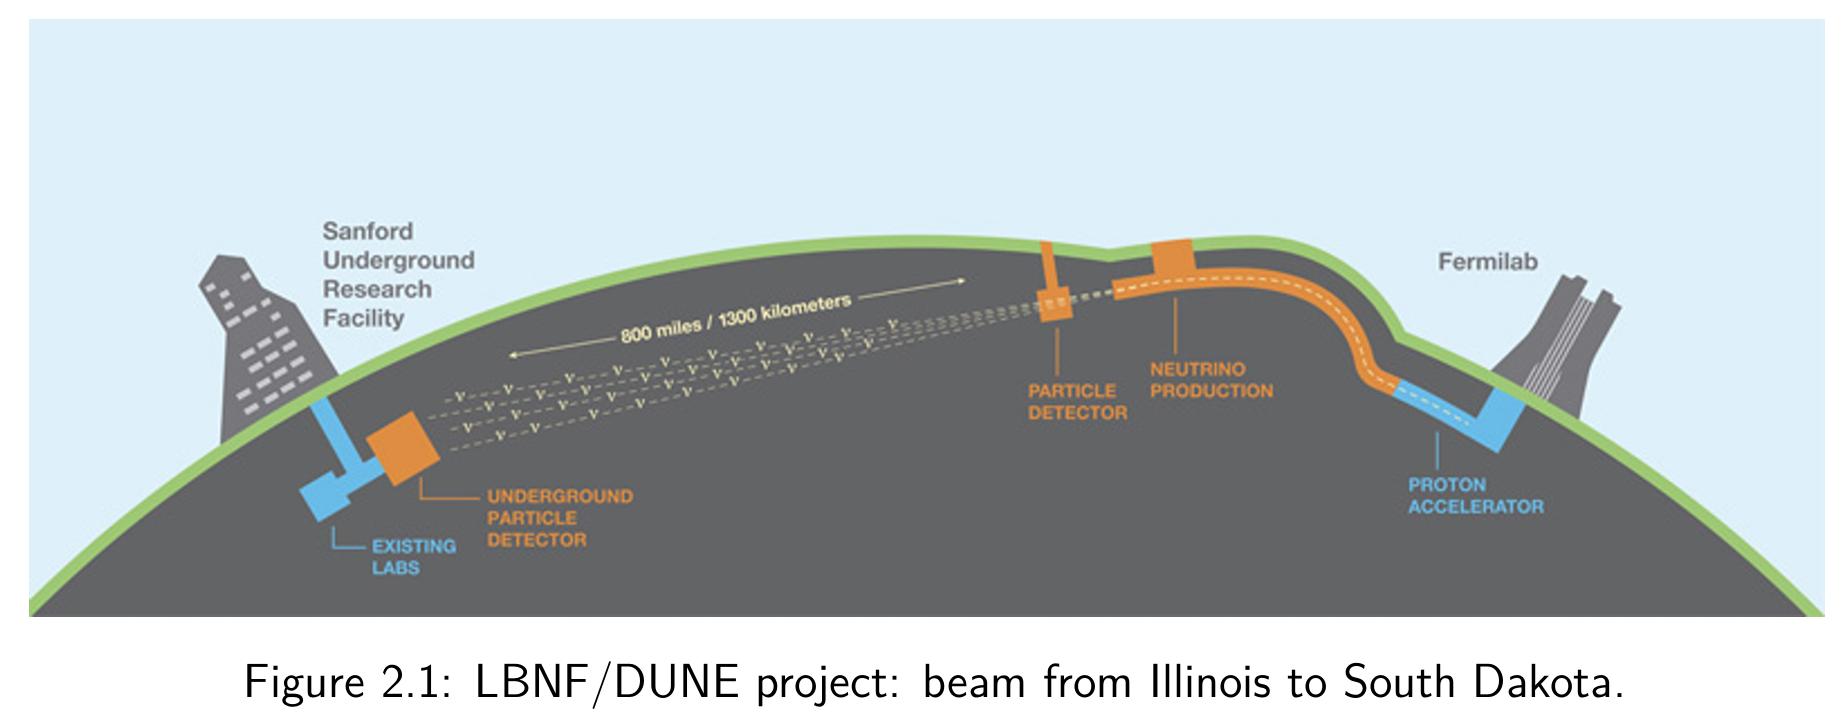 Sanford
Underground
Research
Facility
Fermilab
800 miles / 1300 kilometers
ν ν ν ν ν ν ν ν ν
ν ν ν ν ν ν ν
ν ν ν ν ν ν ν
ν ν ν ν ν ν ν ν
PARTICLE
DETECTOR
NEUTRINO
PRODUCTION
PROTON
ACCELERATOR
UNDERGROUND
PARTICLE
DETECTOR
EXISTING
LABS
Figure 2.1: LBNF/DUNE project: beam from Illinois to South Dakota.